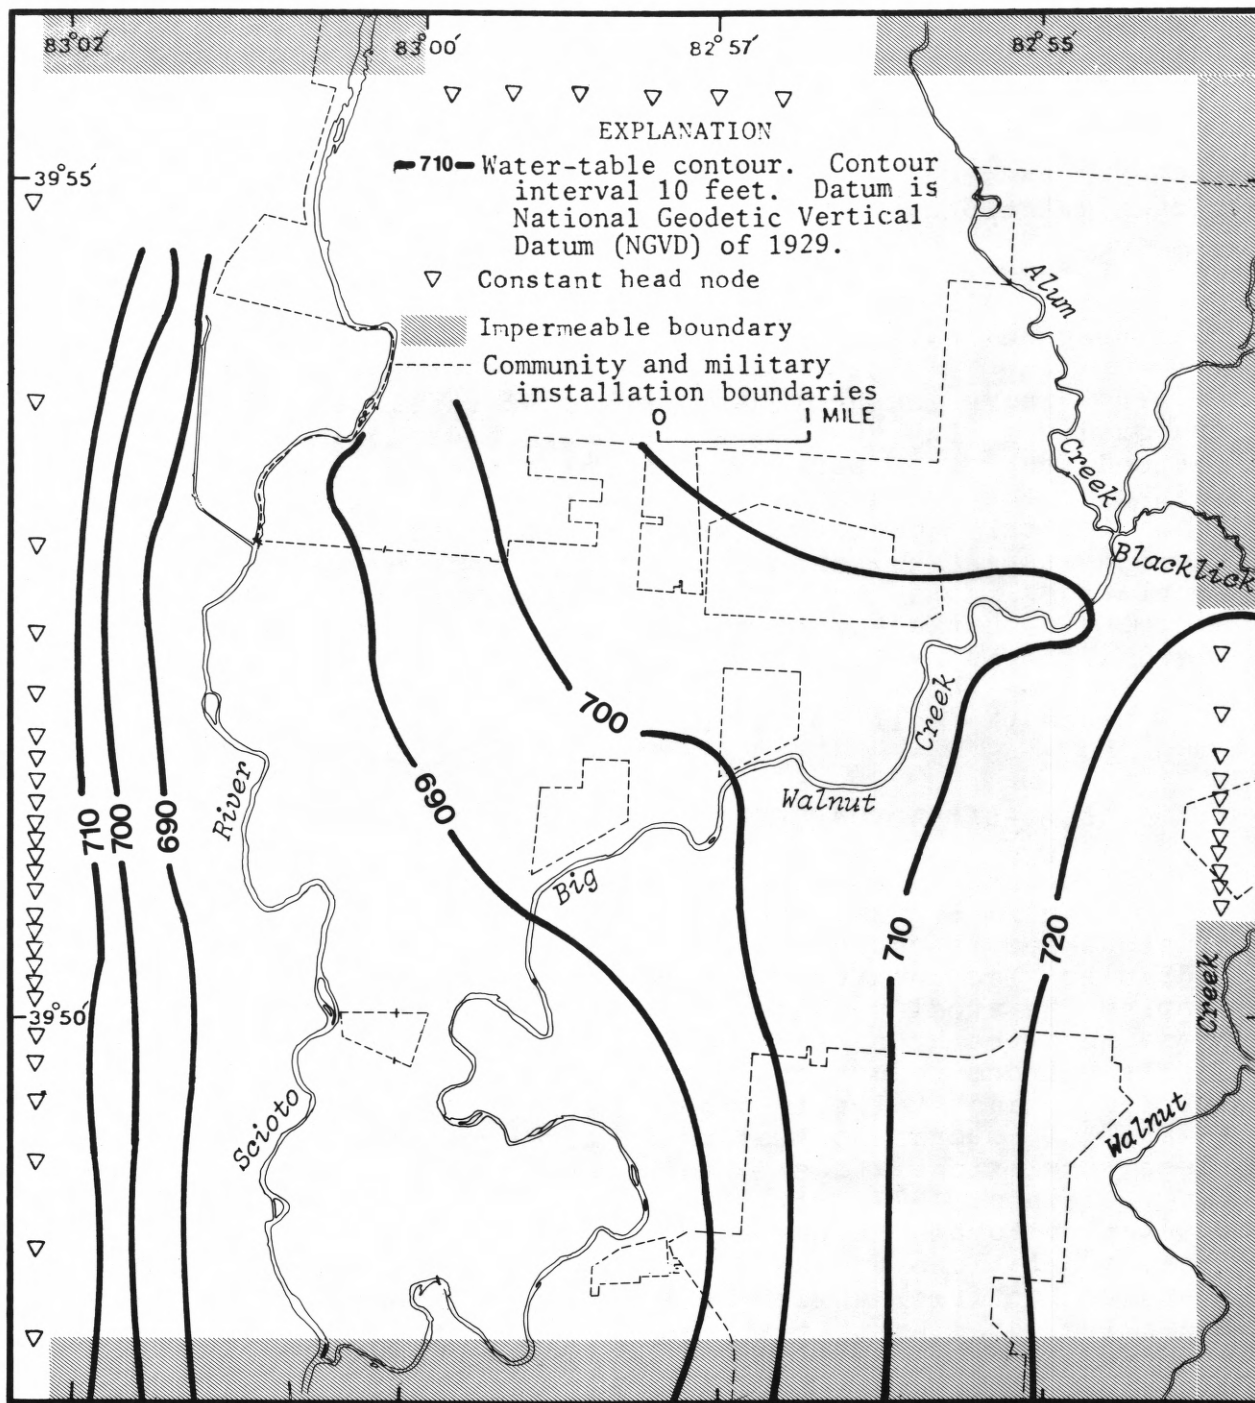 83°02′
83°00′
82°57′
82°55′
EXPLANATION
710 Water-table contour. Contour
interval 10 feet. Datum is
National Geodetic Vertical
Datum (NGVD) of 1929.
Constant head node
Impermeable boundary
Community and military
installation boundaries
0 1 MILE
39°55′
39°50′
Alum
Creek
Blacklick
700
Creek
Walnut
River
690
Big
710
700
690
710
720
Creek
Walnut
Scioto